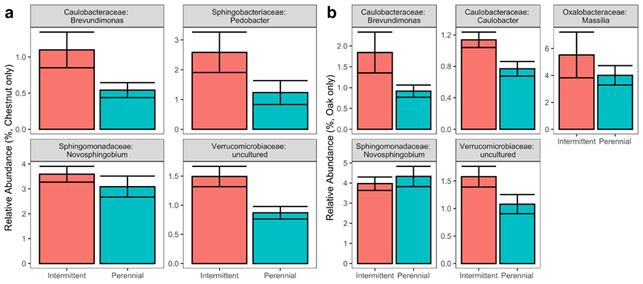 a
Relative Abundance (%, Chestnut only)
Caulobacteraceae:
Brevundimonas
1.0
0.5
0.0
Sphingobacteriaceae:
Pedobacter
3
2
1
0
Sphingomonadaceae:
Novosphingobium
4
3
2
1
0
Intermittent Perennial
Verrucomicrobiaceae:
uncultured
1.5
1.0
0.5
0.0
Intermittent Perennial
b
Relative Abundance (%, Oak only)
Caulobacteraceae:
Brevundimonas
2.0
1.5
1.0
0.5
0.0
Caulobacteraceae:
Caulobacter
1.2
0.8
0.4
0.0
Oxalobacteraceae:
Massilia
6
4
2
0
Intermittent Perennial
Sphingomonadaceae:
Novosphingobium
5
4
3
2
1
0
Intermittent Perennial
Verrucomicrobiaceae:
uncultured
1.5
1.0
0.5
0.0
Intermittent Perennial